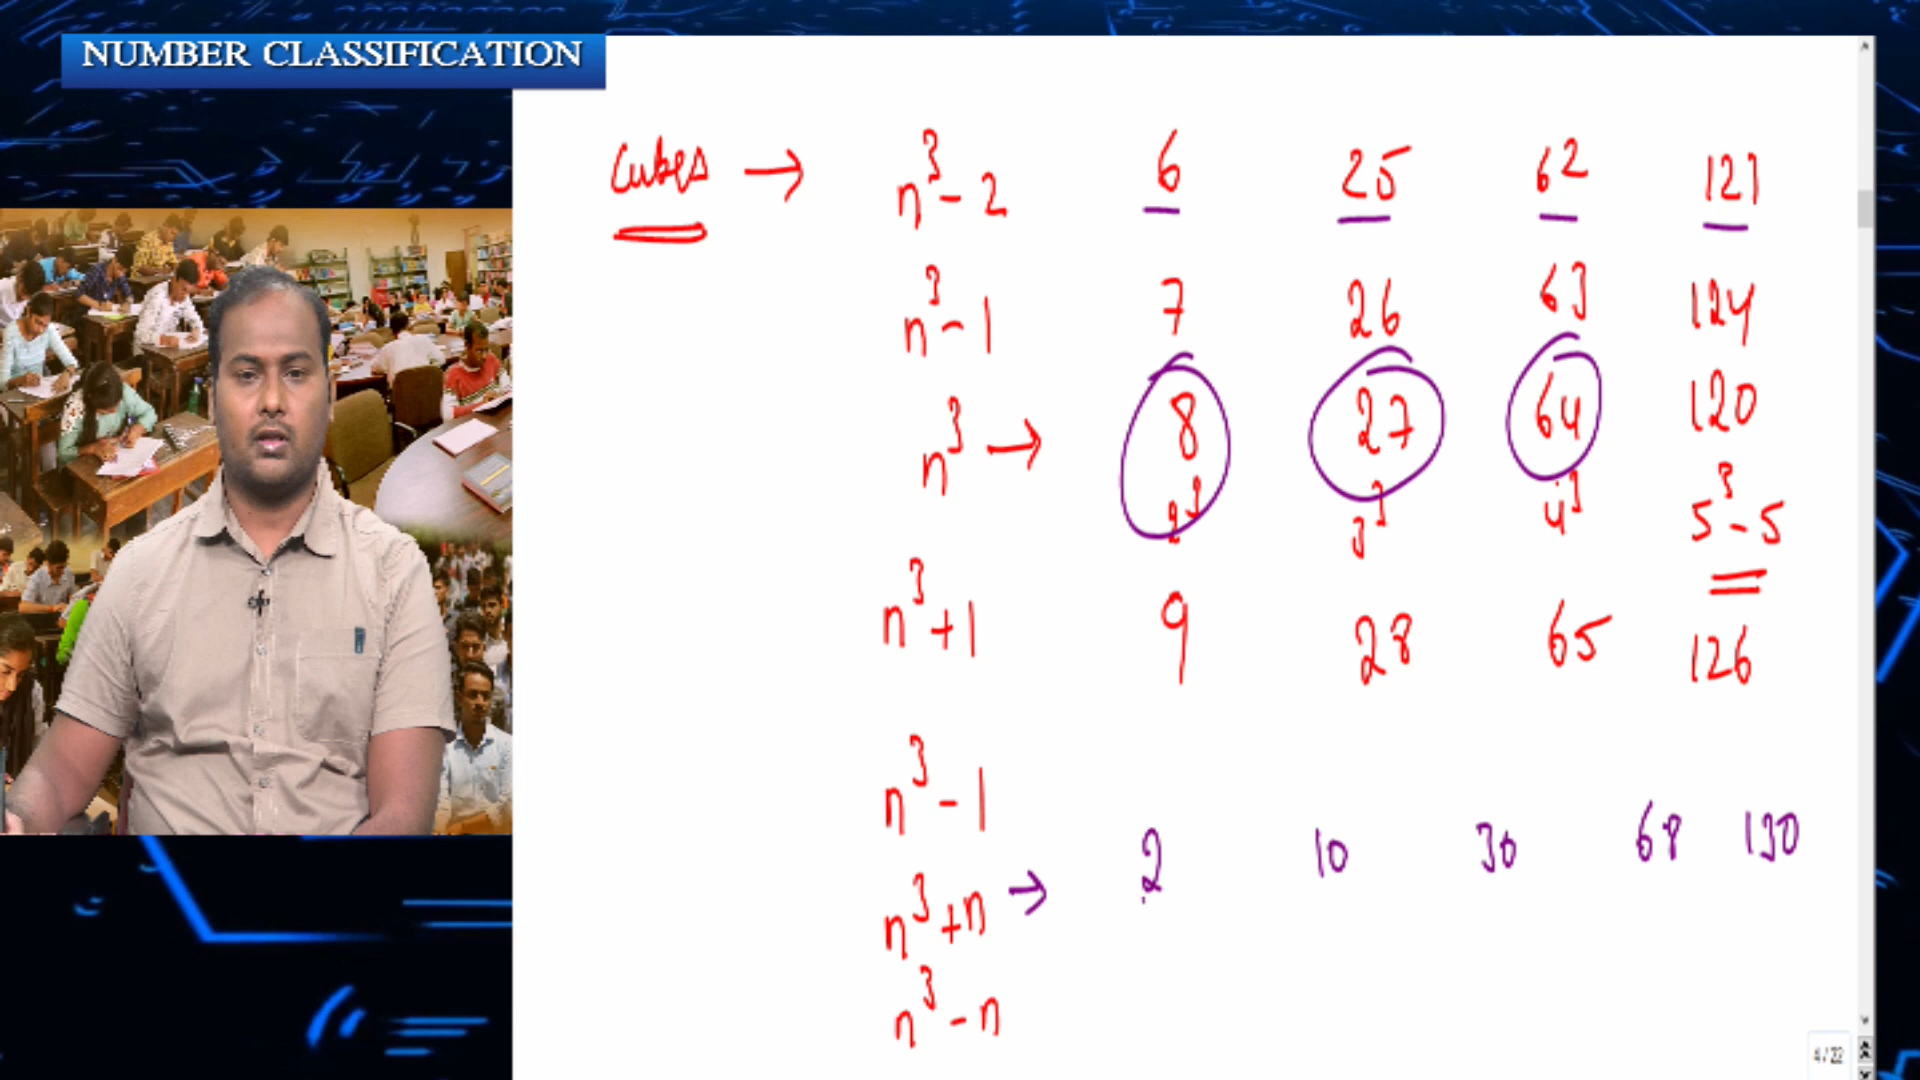 NUMBER CLASSIFICATION
Cubes → n³-2 6 25 62 121
n³-1 7 26 63 124
n³ → 8 27 64 120
2³ 3³ 4³ 5³-5
n³+1 9 28 65 126
n³-1
n³+n → 2 10 30 68 130
n³-n
4/22